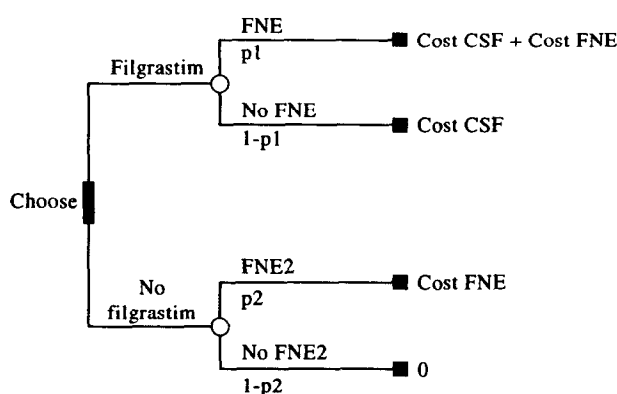 FNE
p1
Cost CSF + Cost FNE
Filgrastim
No FNE
1-p1
Cost CSF
Choose
FNE2
p2
Cost FNE
No
filgrastim
No FNE2
1-p2
0